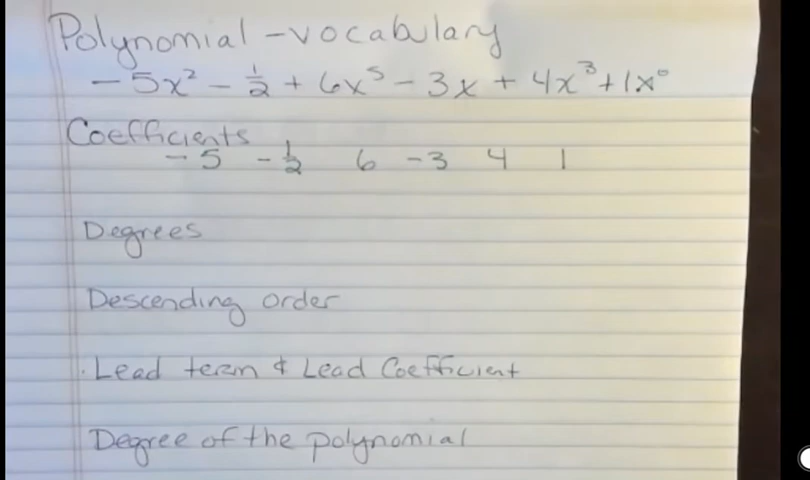 Polynomial - vocabulary
- 5x² - 1/2 + 6x⁵ - 3x + 4x³ + 1x⁰
Coefficients
- 5 - 1/2 6 -3 4 1
Degrees
Descending order
Lead term & Lead Coefficient
Degree of the polynomial